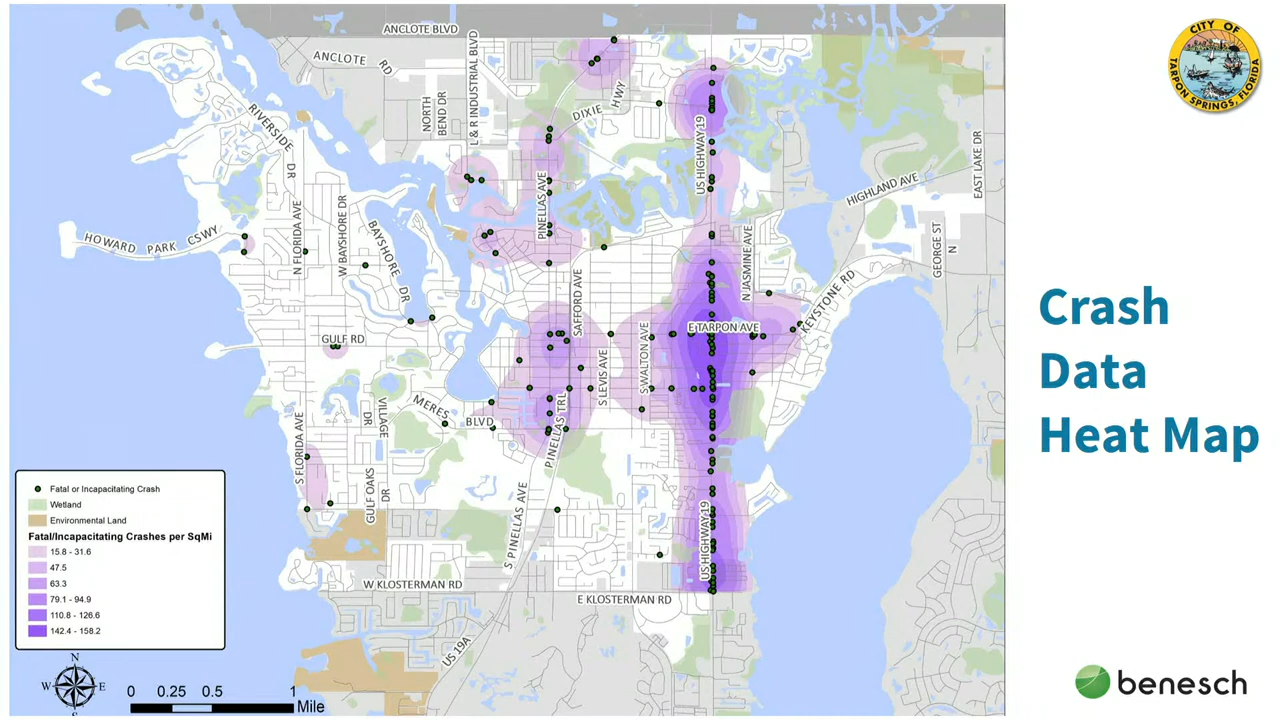 ANCLOTE BLVD
ANCLOTE RD
L & R INDUSTRIAL BLVD
NORTH
BEND DR
DIXIE HWY
RIVERSIDE
DR
US HIGHWAY 19
EAST LAKE DR
HIGHLAND AVE
PINELLAS AVE
N FLORIDA AVE
W BAYSHORE DR
BAYSHORE DR
HOWARD PARK CSWY
N JASMINE AVE
GEORGE ST
N
KEYSTONE RD
SAFFORD AVE
E TARPON AVE
GULF RD
S LEVIS AVE
S WALTON AVE
MERES BLVD
VILLAGE
DR
PINELLAS TRL
S FLORIDA AVE
GULF OAKS
DR
S PINELLAS AVE
US HIGHWAY 19
W KLOSTERMAN RD
E KLOSTERMAN RD
US 19A
Fatal or Incapacitating Crash
Wetland
Environmental Land
Fatal/Incapacitating Crashes per SqMi
15.8 - 31.6
47.5
63.3
79.1 - 94.9
110.8 - 126.6
142.4 - 158.2
N
W E
S
0 0.25 0.5 1
Mile
CITY OF
TARPON SPRINGS, FLORIDA
Crash
Data
Heat Map
benesch